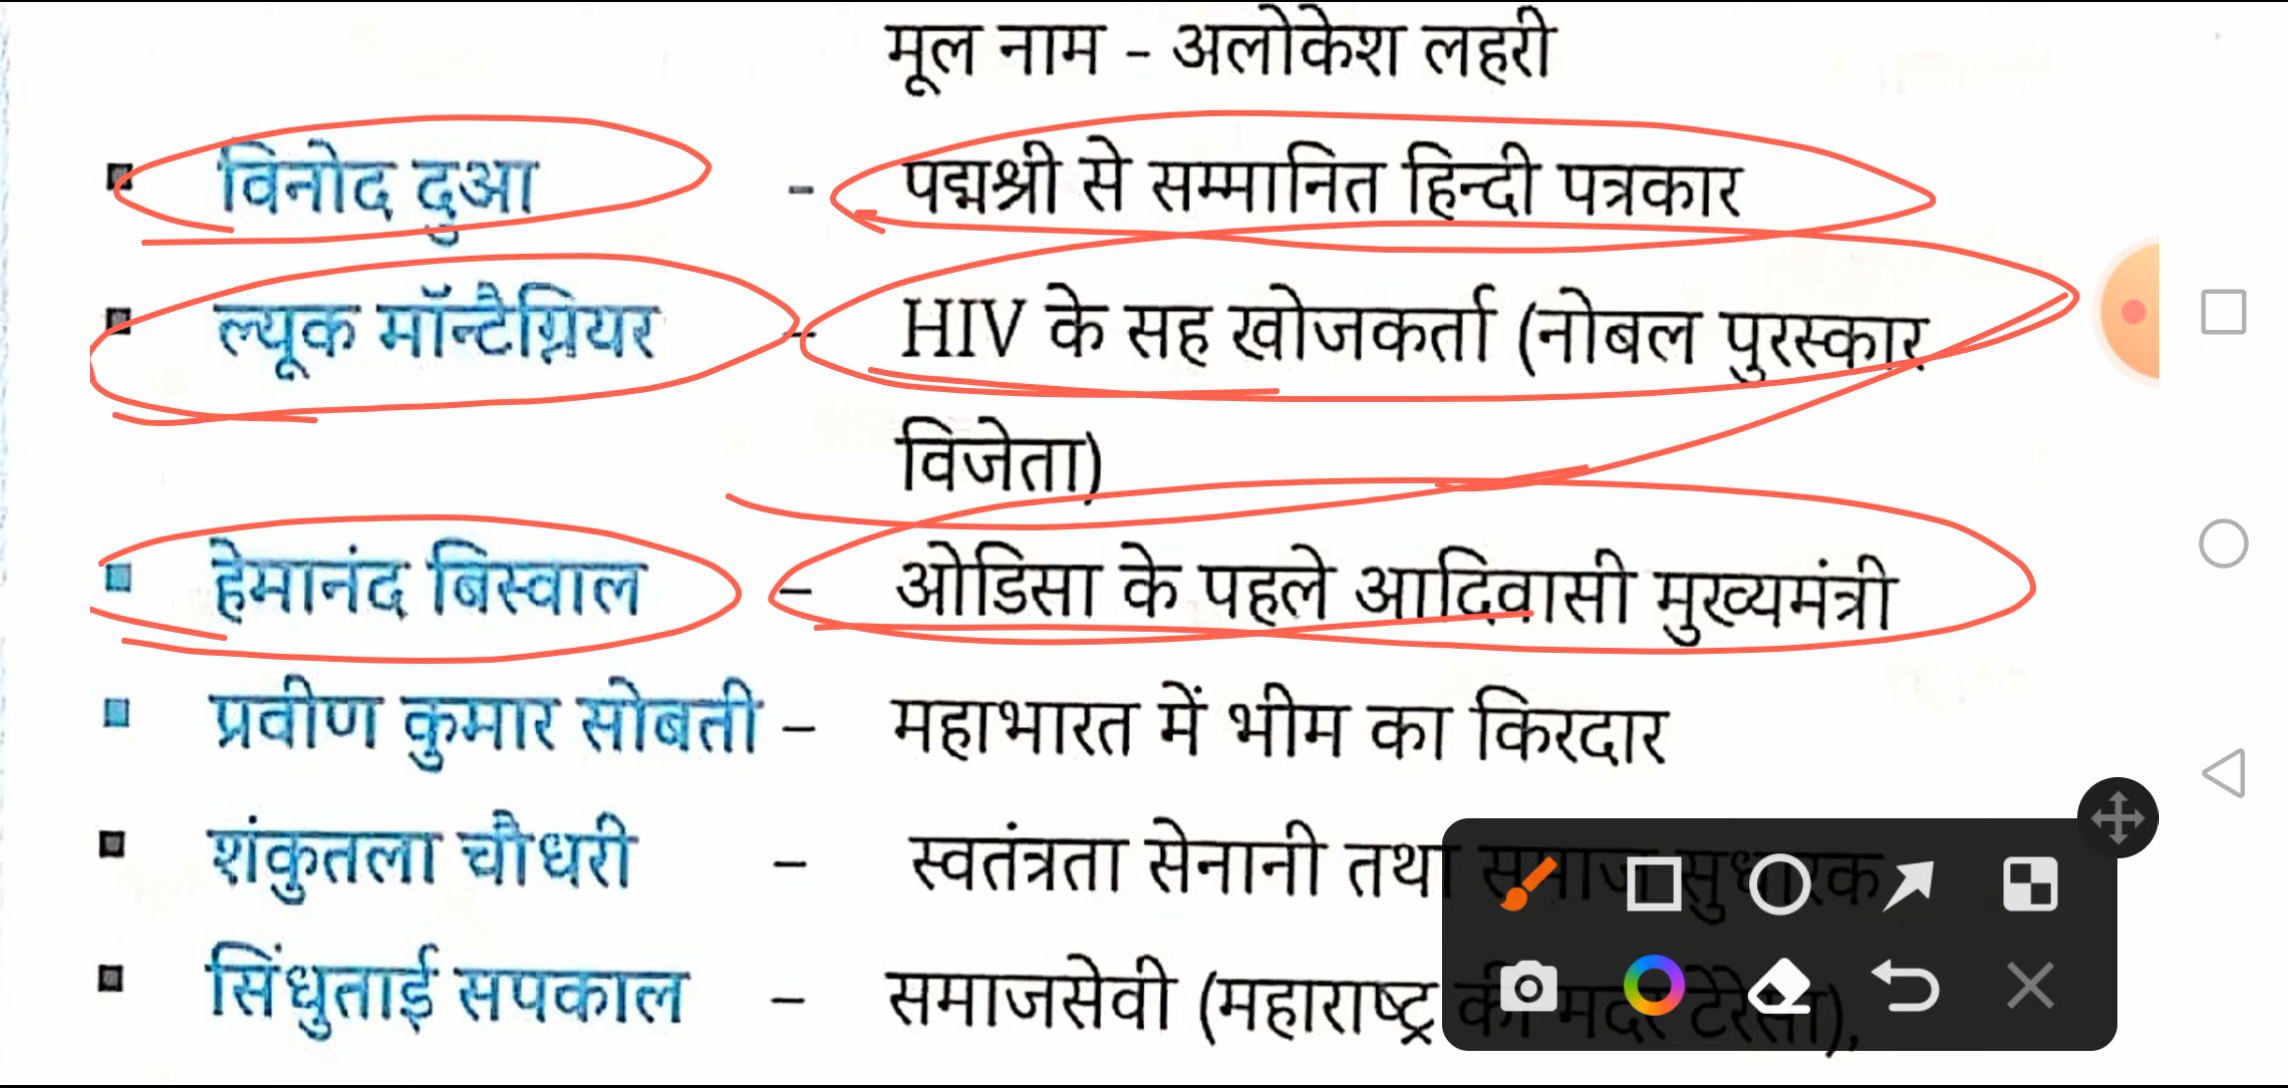 मूल नाम - अलोकेश लहरी
▪ विनोद दुआ - पद्मश्री से सम्मानित हिन्दी पत्रकार
▪ ल्यूक मॉन्टैग्नियर - HIV के सह खोजकर्ता (नोबल पुरस्कार
विजेता)
▪ हेमानंद बिस्वाल - ओडिसा के पहले आदिवासी मुख्यमंत्री
▪ प्रवीण कुमार सोबती - महाभारत में भीम का किरदार
▪ शंकुतला चौधरी - स्वतंत्रता सेनानी तथा समाज सुधारक
▪ सिंधुताई सपकाल - समाजसेवी (महाराष्ट्र की मदर टेरेसा),